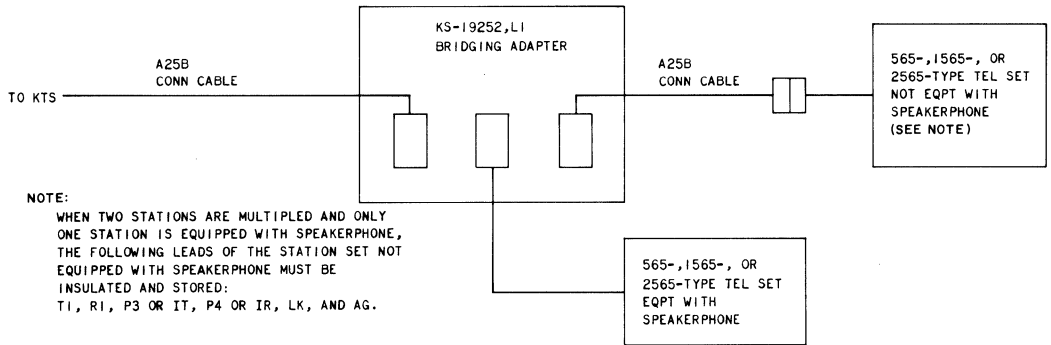 KS-19252,L1
BRIDGING ADAPTER
A25B
CONN CABLE
TO KTS
A25B
CONN CABLE
565-,1565-, OR
2565-TYPE TEL SET
NOT EQPT WITH
SPEAKERPHONE
(SEE NOTE)
NOTE:
WHEN TWO STATIONS ARE MULTIPLED AND ONLY
ONE STATION IS EQUIPPED WITH SPEAKERPHONE,
THE FOLLOWING LEADS OF THE STATION SET NOT
EQUIPPED WITH SPEAKERPHONE MUST BE
INSULATED AND STORED:
T1, R1, P3 OR IT, P4 OR IR, LK, AND AG.
565-,1565-, OR
2565-TYPE TEL SET
EQPT WITH
SPEAKERPHONE